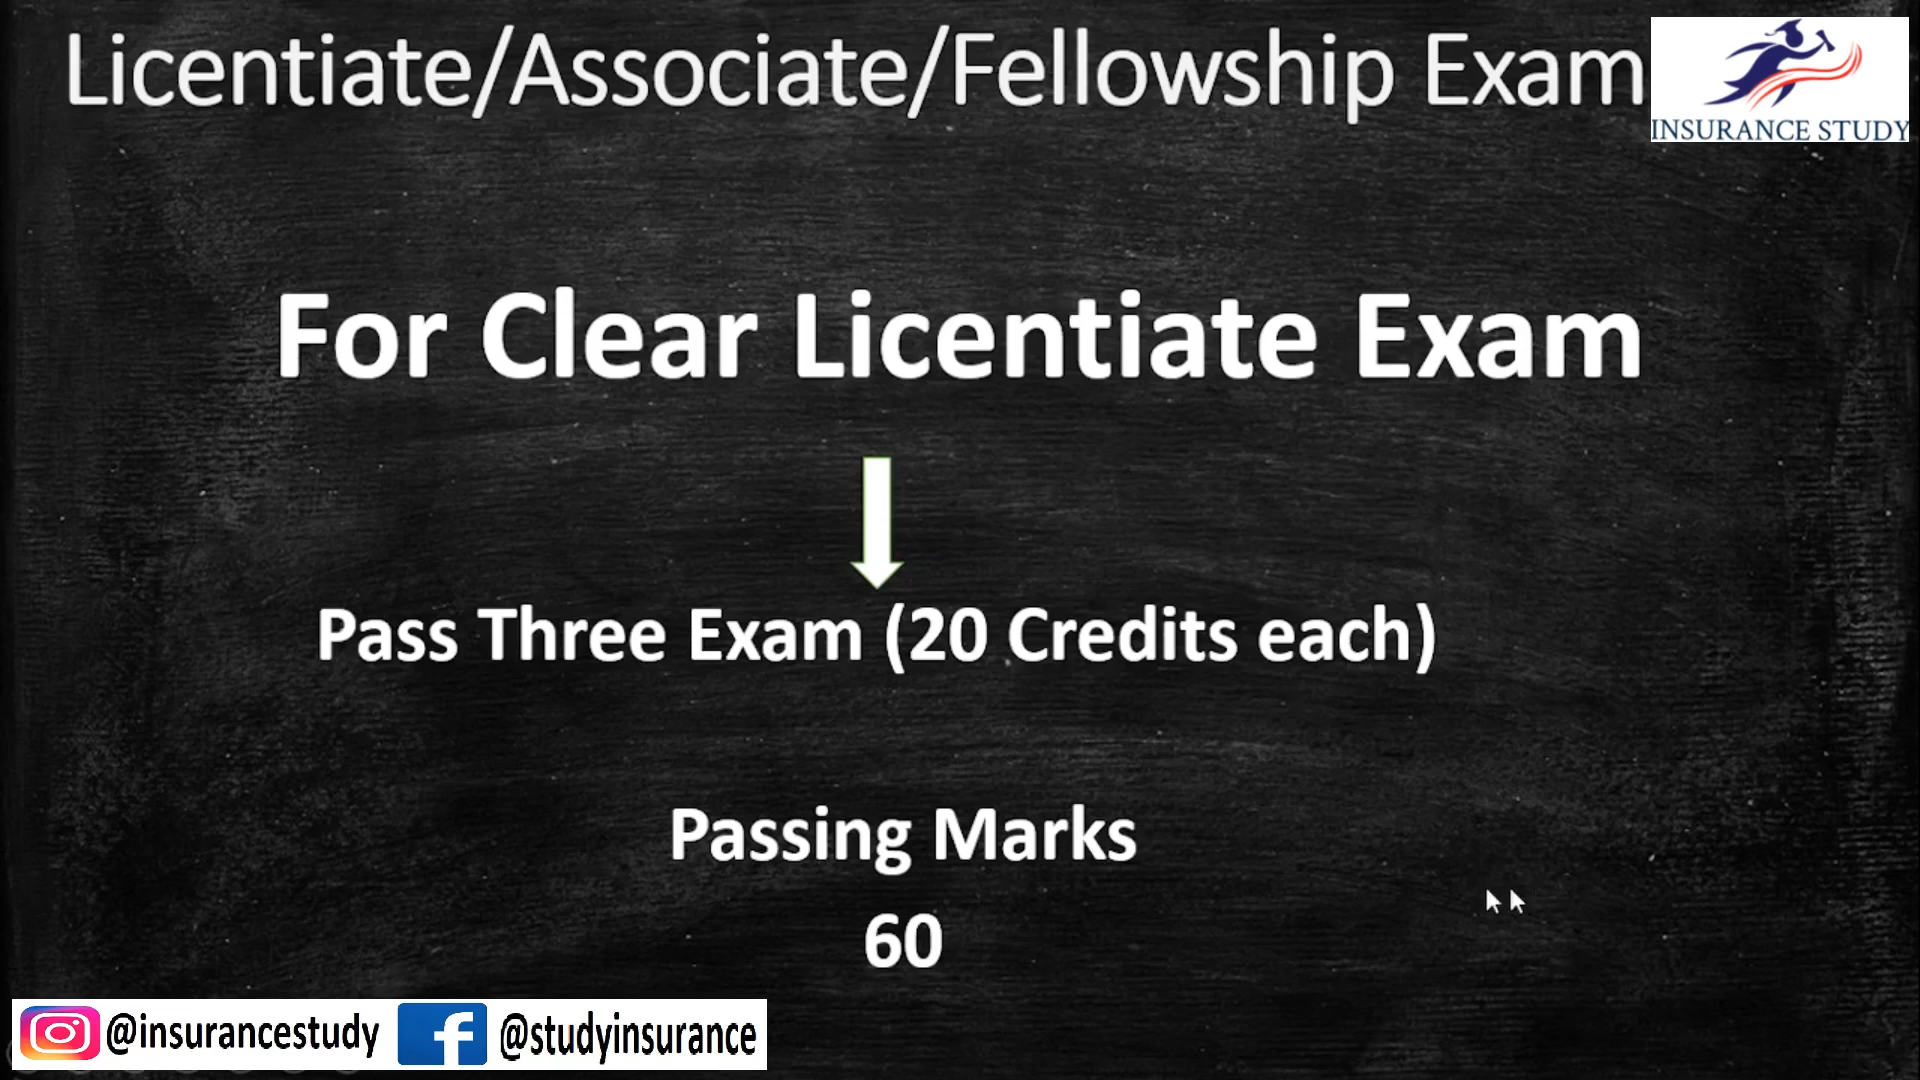 Licentiate/Associate/Fellowship Exam
INSURANCE STUDY
For Clear Licentiate Exam
Pass Three Exam (20 Credits each)
Passing Marks
60
@insurancestudy @studyinsurance